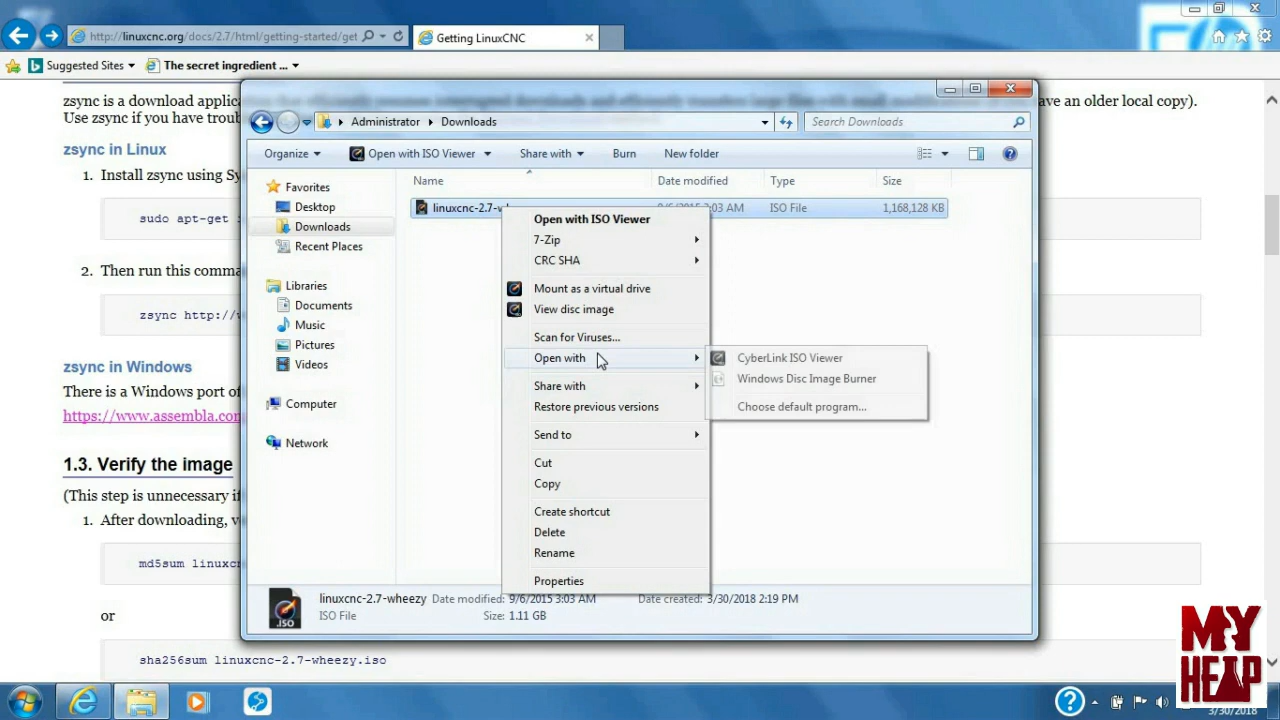 http://linuxcnc.org/docs/2.7/html/getting-started/get
Getting LinuxCNC
Suggested Sites
The secret ingredient ...
zsync is a download applic
ave an older local copy).
Use zsync if you have troub
zsync in Linux
1. Install zsync using Sy
sudo apt-get i
2. Then run this comma
zsync http://
zsync in Windows
There is a Windows port of
https://www.assembla.com
1.3. Verify the image
(This step is unnecessary if
1. After downloading, v
md5sum linuxcnc
or
sha256sum linuxcnc-2.7-wheezy.iso
Administrator
Downloads
Search Downloads
Organize
Open with ISO Viewer
Share with
Burn
New folder
Name
Date modified
Type
Size
linuxcnc-2.7-w
9/6/2015 3:03 AM
ISO File
1,168,128 KB
Favorites
Desktop
Downloads
Recent Places
Libraries
Documents
Music
Pictures
Videos
Computer
Network
Open with ISO Viewer
7-Zip
CRC SHA
Mount as a virtual drive
View disc image
Scan for Viruses...
Open with
Share with
Restore previous versions
Send to
Cut
Copy
Create shortcut
Delete
Rename
Properties
CyberLink ISO Viewer
Windows Disc Image Burner
Choose default program...
.ISO
linuxcnc-2.7-wheezy
Date modified: 9/6/2015 3:03 AM
Date created: 3/30/2018 2:19 PM
ISO File
Size: 1.11 GB
MY
HEAP
3/30/2018